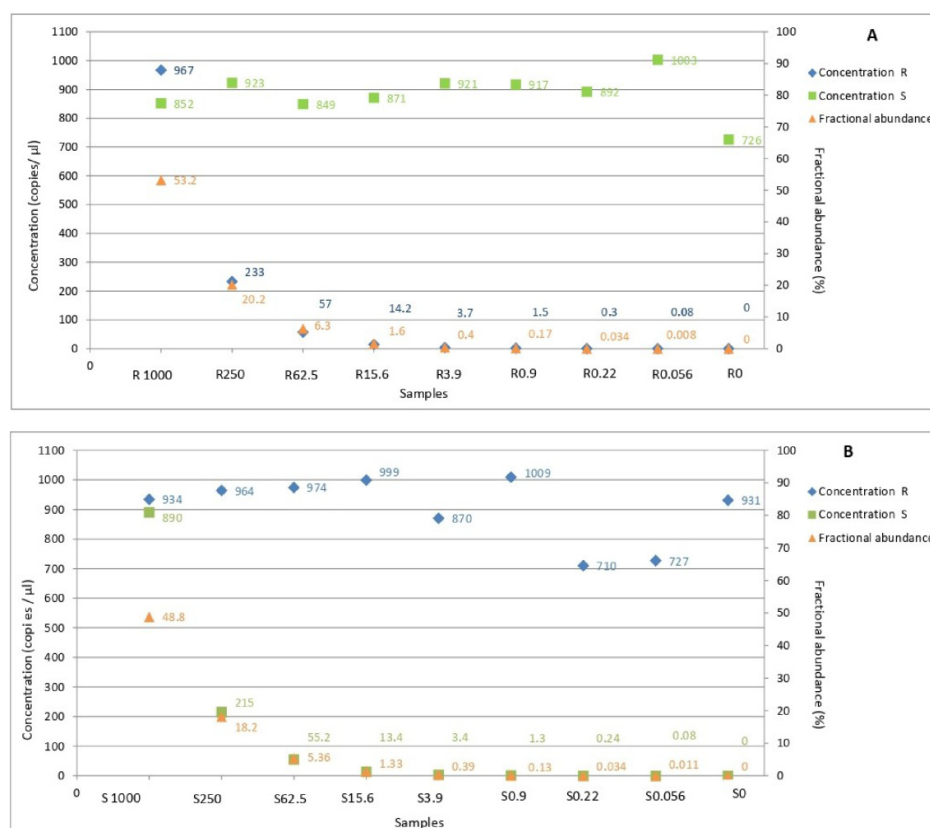 1100
1000
900
800
700
600
500
400
300
200
100
0
Concentration (copies/ µl)
100
90
80
70
60
50
40
30
20
10
0
Fractional abundance (%)
A
Concentration R
Concentration S
Fractional abundance
967
852 923 849 871 921 917 892 1003 726
53.2
233
20.2
57 14.2 3.7 1.5 0.3 0.08 0
6.3 1.6 0.4 0.17 0.034 0.008 0
0 R 1000 R250 R62.5 R15.6 R3.9 R0.9 R0.22 R0.056 R0
Samples
1100
1000
900
800
700
600
500
400
300
200
100
0
Concentration (copi es / µl)
100
90
80
70
60
50
40
30
20
10
0
Fractional abundance (%)
B
Concentration R
Concentration S
Fractional abundance
934 964 974 999 870 1009 710 727 931
890
48.8
215
18.2
55.2 13.4 3.4 1.3 0.24 0.08 0
5.36 1.33 0.39 0.13 0.034 0.011 0
0 S 1000 S250 S62.5 S15.6 S3.9 S0.9 S0.22 S0.056 S0
Samples